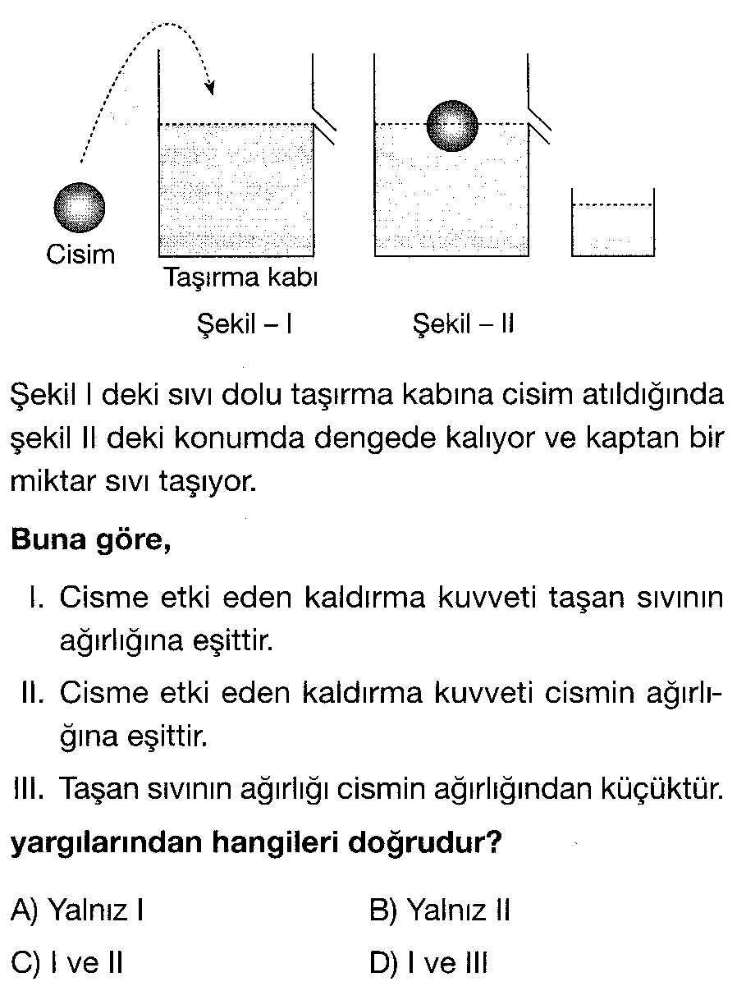 Cisim
Taşırma kabı
Şekil – I
Şekil – II
Şekil I deki sıvı dolu taşırma kabına cisim atıldığında
şekil II deki konumda dengede kalıyor ve kaptan bir
miktar sıvı taşıyor.
Buna göre,
I. Cisme etki eden kaldırma kuvveti taşan sıvının
ağırlığına eşittir.
II. Cisme etki eden kaldırma kuvveti cismin ağırlı-
ğına eşittir.
III. Taşan sıvının ağırlığı cismin ağırlığından küçüktür.
yargılarından hangileri doğrudur?
A) Yalnız I
B) Yalnız II
C) I ve II
D) I ve III